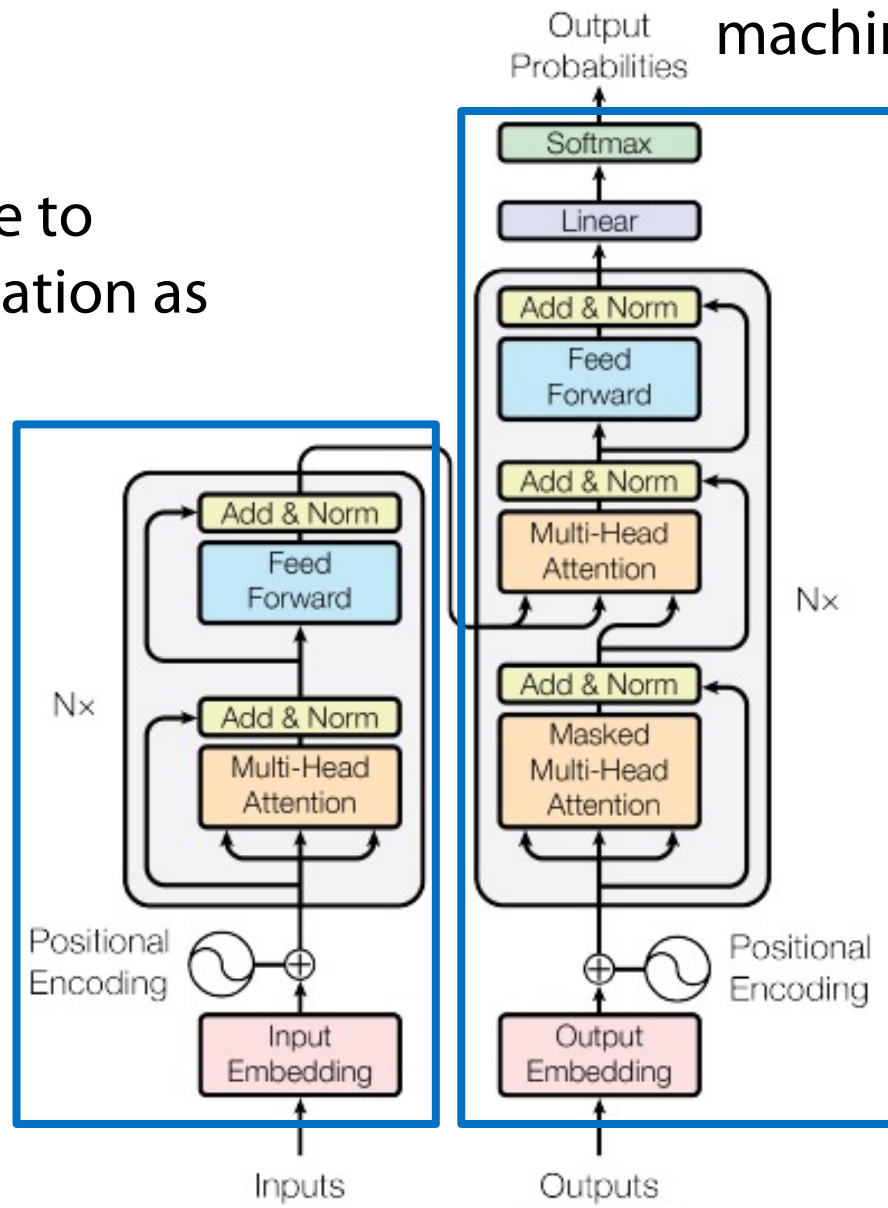 machin
e to
ation as
Output
Probabilities
Softmax
Linear
Add & Norm
Feed
Forward
Add & Norm
Multi-Head
Attention
Nx
Add & Norm
Masked
Multi-Head
Attention
Positional
Encoding
Output
Embedding
Outputs
Add & Norm
Feed
Forward
Nx
Add & Norm
Multi-Head
Attention
Positional
Encoding
Input
Embedding
Inputs